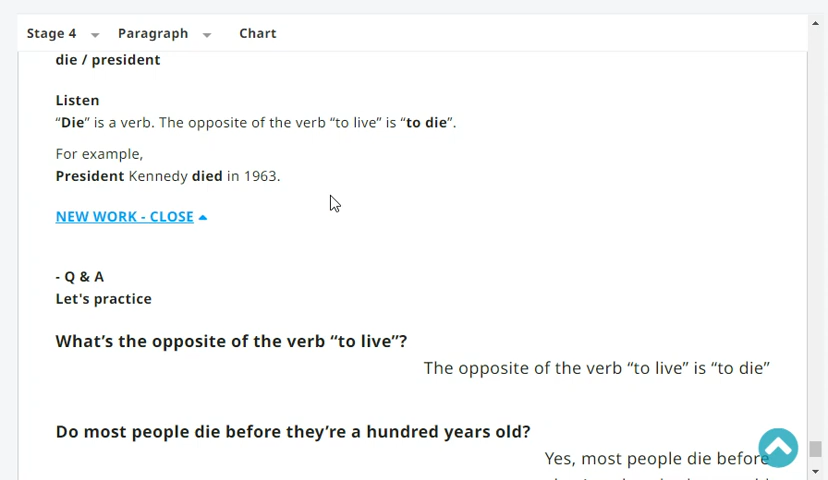 Stage 4 Paragraph Chart
die / president
Listen
“Die” is a verb. The opposite of the verb “to live” is “to die”.
For example,
President Kennedy died in 1963.
NEW WORK - CLOSE
- Q & A
Let's practice
What’s the opposite of the verb “to live”?
The opposite of the verb “to live” is “to die”
Do most people die before they’re a hundred years old?
Yes, most people die before